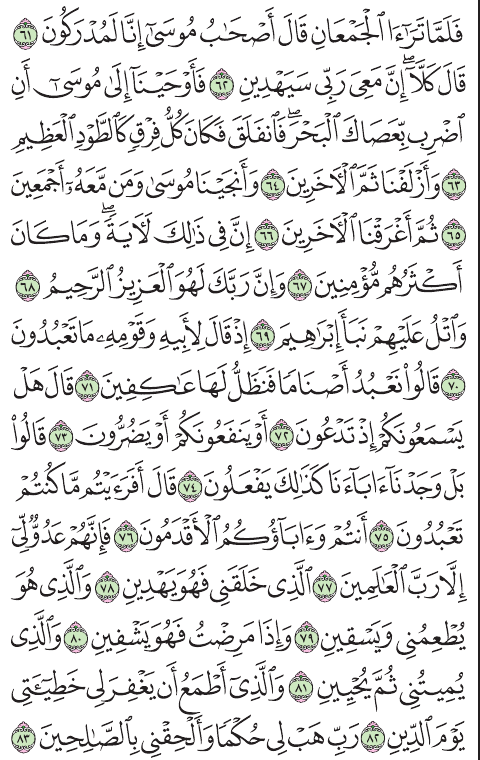 فَلَمَّا تَرَٰٓءَا ٱلْجَمْعَانِ قَالَ أَصْحَٰبُ مُوسَىٰٓ إِنَّا لَمُدْرَكُونَ ٦١
قَالَ كَلَّآ ۖ إِنَّ مَعِىَ رَبِّى سَيَهْدِينِ ٦٢ فَأَوْحَيْنَآ إِلَىٰ مُوسَىٰٓ أَنِ
ٱضْرِب بِّعَصَاكَ ٱلْبَحْرَ ۖ فَٱنفَلَقَ فَكَانَ كُلُّ فِرْقٍ كَٱلطَّوْدِ ٱلْعَظِيمِ
٦٣ وَأَزْلَفْنَا ثَمَّ ٱلْءَاخَرِينَ ٦٤ وَأَنجَيْنَا مُوسَىٰ وَمَن مَّعَهُۥٓ أَجْمَعِينَ
٦٥ ثُمَّ أَغْرَقْنَا ٱلْءَاخَرِينَ ٦٦ إِنَّ فِى ذَٰلِكَ لَءَايَةً ۖ وَمَا كَانَ
أَكْثَرُهُم مُّؤْمِنِينَ ٦٧ وَإِنَّ رَبَّكَ لَهُوَ ٱلْعَزِيزُ ٱلرَّحِيمُ ٦٨
وَٱتْلُ عَلَيْهِمْ نَبَأَ إِبْرَٰهِيمَ ٦٩ إِذْ قَالَ لِأَبِيهِ وَقَوْمِهِۦ مَا تَعْبُدُونَ
٧٠ قَالُوا۟ نَعْبُدُ أَصْنَامًا فَنَظَلُّ لَهَا عَٰكِفِينَ ٧١ قَالَ هَلْ
يَسْمَعُونَكُمْ إِذْ تَدْعُونَ ٧٢ أَوْ يَنفَعُونَكُمْ أَوْ يَضُرُّونَ ٧٣ قَالُوا۟
بَلْ وَجَدْنَآ ءَابَآءَنَا كَذَٰلِكَ يَفْعَلُونَ ٧٤ قَالَ أَفَرَءَيْتُم مَّا كُنتُمْ
تَعْبُدُونَ ٧٥ أَنتُمْ وَءَابَآؤُكُمُ ٱلْأَقْدَمُونَ ٧٦ فَإِنَّهُمْ عَدُوٌّ لِّىٓ
إِلَّا رَبَّ ٱلْعَٰلَمِينَ ٧٧ ٱلَّذِى خَلَقَنِى فَهُوَ يَهْدِينِ ٧٨ وَٱلَّذِى هُوَ
يُطْعِمُنِى وَيَسْقِينِ ٧٩ وَإِذَا مَرِضْتُ فَهُوَ يَشْفِينِ ٨٠ وَٱلَّذِى
يُمِيتُنِى ثُمَّ يُحْيِينِ ٨١ وَٱلَّذِىٓ أَطْمَعُ أَن يَغْفِرَ لِى خَطِيٓـَٔتِى
يَوْمَ ٱلدِّينِ ٨٢ رَبِّ هَبْ لِى حُكْمًا وَأَلْحِقْنِى بِٱلصَّٰلِحِينَ ٨٣